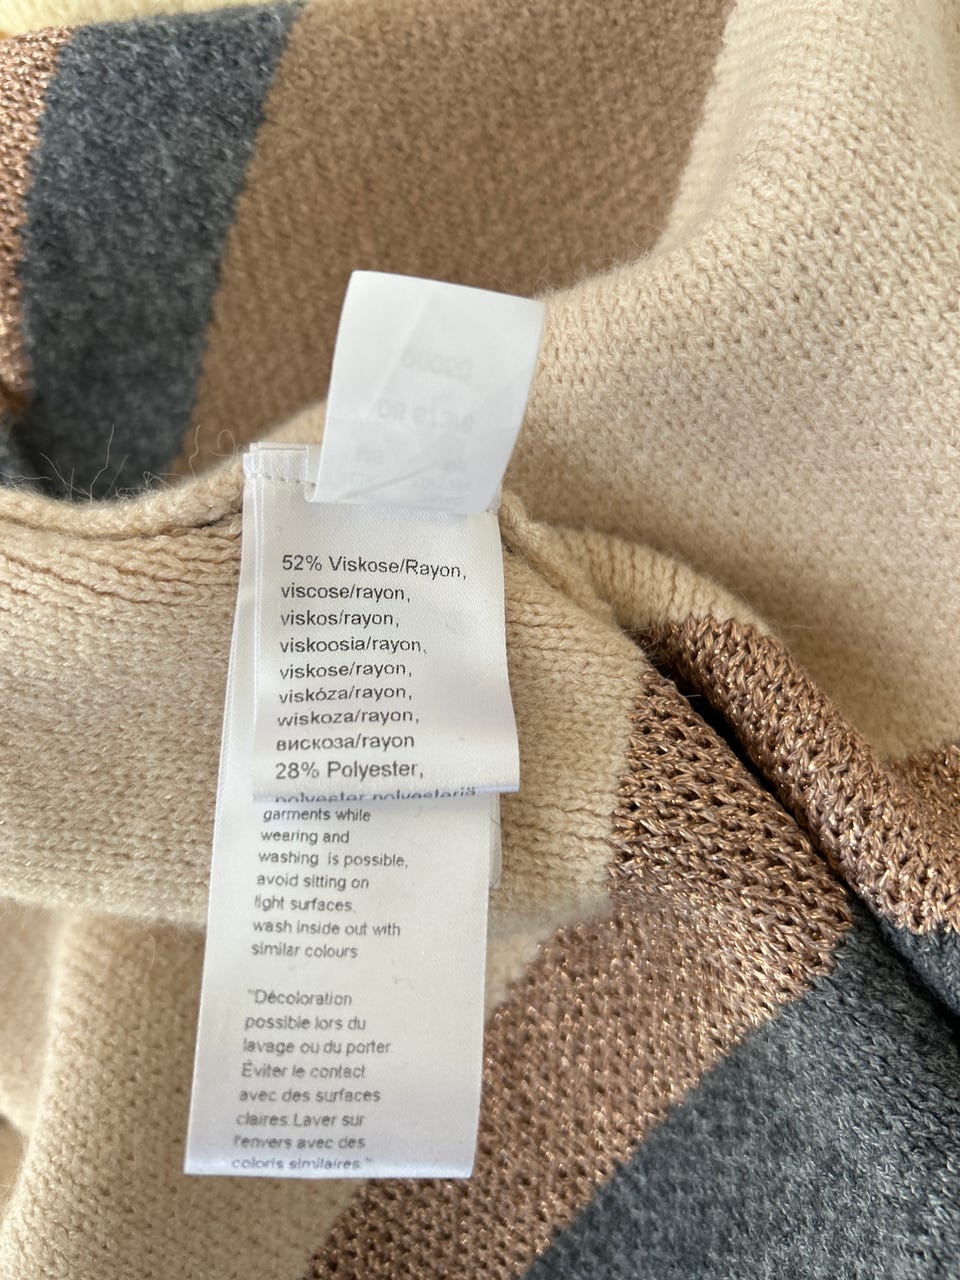 52% Viskose/Rayon,
viscose/rayon,
viskos/rayon,
viskoosia/rayon,
viskose/rayon,
viskóza/rayon,
wiskoza/rayon,
вискоза/rayon
28% Polyester,
polyester polyesteriä
garments while
wearing and
washing is possible,
avoid sitting on
light surfaces.
wash inside out with
similar colours
"Décoloration
possible lors du
lavage ou du porter.
Éviter le contact
avec des surfaces
claires.Laver sur
l'envers avec des
coloris similaires."